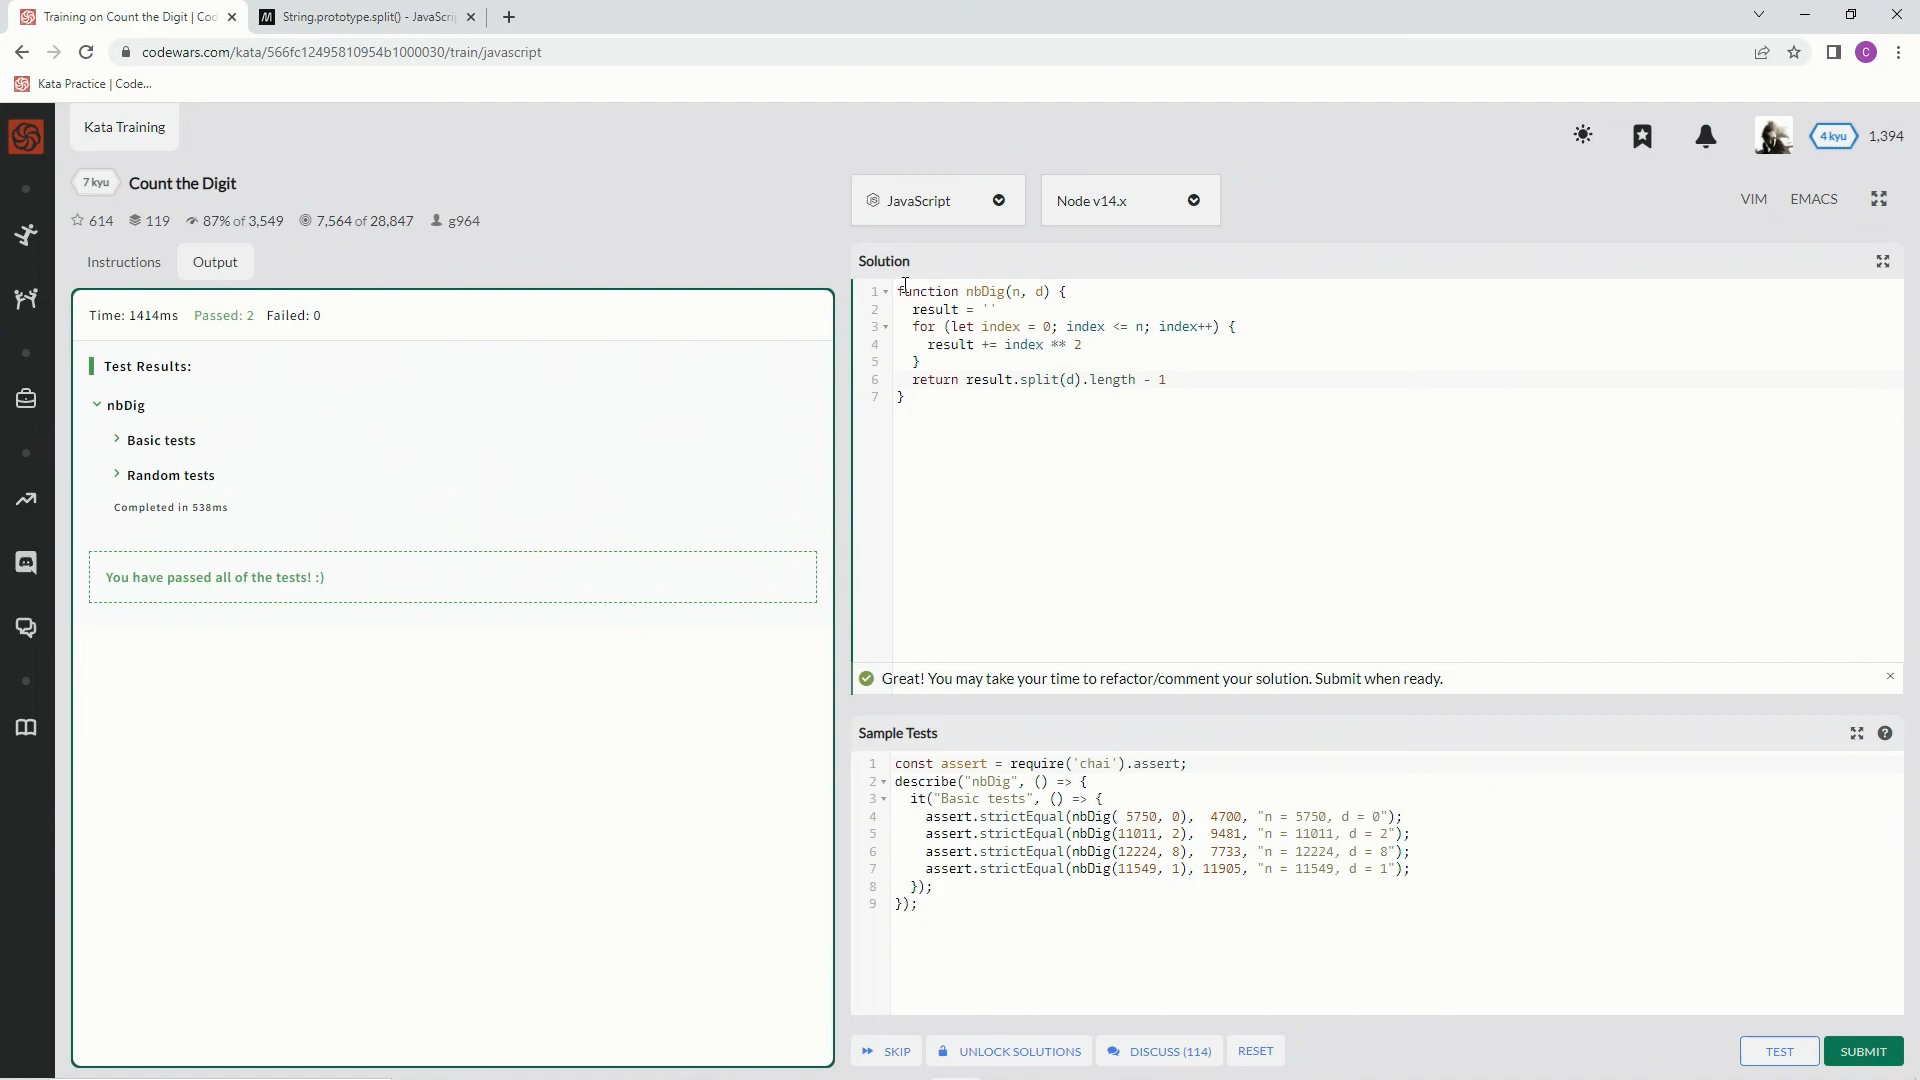 Training on Count the Digit | Cod
String.prototype.split() - JavaScri
codewars.com/kata/566fc12495810954b1000030/train/javascript
C
Kata Practice | Code...
Kata Training
4 kyu
1,394
7 kyu
Count the Digit
614
119
87% of 3,549
7,564 of 28,847
g964
JavaScript
Node v14.x
VIM
EMACS
Instructions
Output
Time: 1414ms Passed: 2 Failed: 0
Test Results:
nbDig
Basic tests
Random tests
Completed in 538ms
You have passed all of the tests! :)
Solution
1 function nbDig(n, d) {
2 result = ''
3 for (let index = 0; index <= n; index++) {
4 result += index ** 2
5 }
6 return result.split(d).length - 1
7 }
Great! You may take your time to refactor/comment your solution. Submit when ready.
Sample Tests
1 const assert = require('chai').assert;
2 describe("nbDig", () => {
3 it("Basic tests", () => {
4 assert.strictEqual(nbDig( 5750, 0), 4700, "n = 5750, d = 0");
5 assert.strictEqual(nbDig(11011, 2), 9481, "n = 11011, d = 2");
6 assert.strictEqual(nbDig(12224, 8), 7733, "n = 12224, d = 8");
7 assert.strictEqual(nbDig(11549, 1), 11905, "n = 11549, d = 1");
8 });
9 });
SKIP
UNLOCK SOLUTIONS
DISCUSS (114)
RESET
TEST
SUBMIT